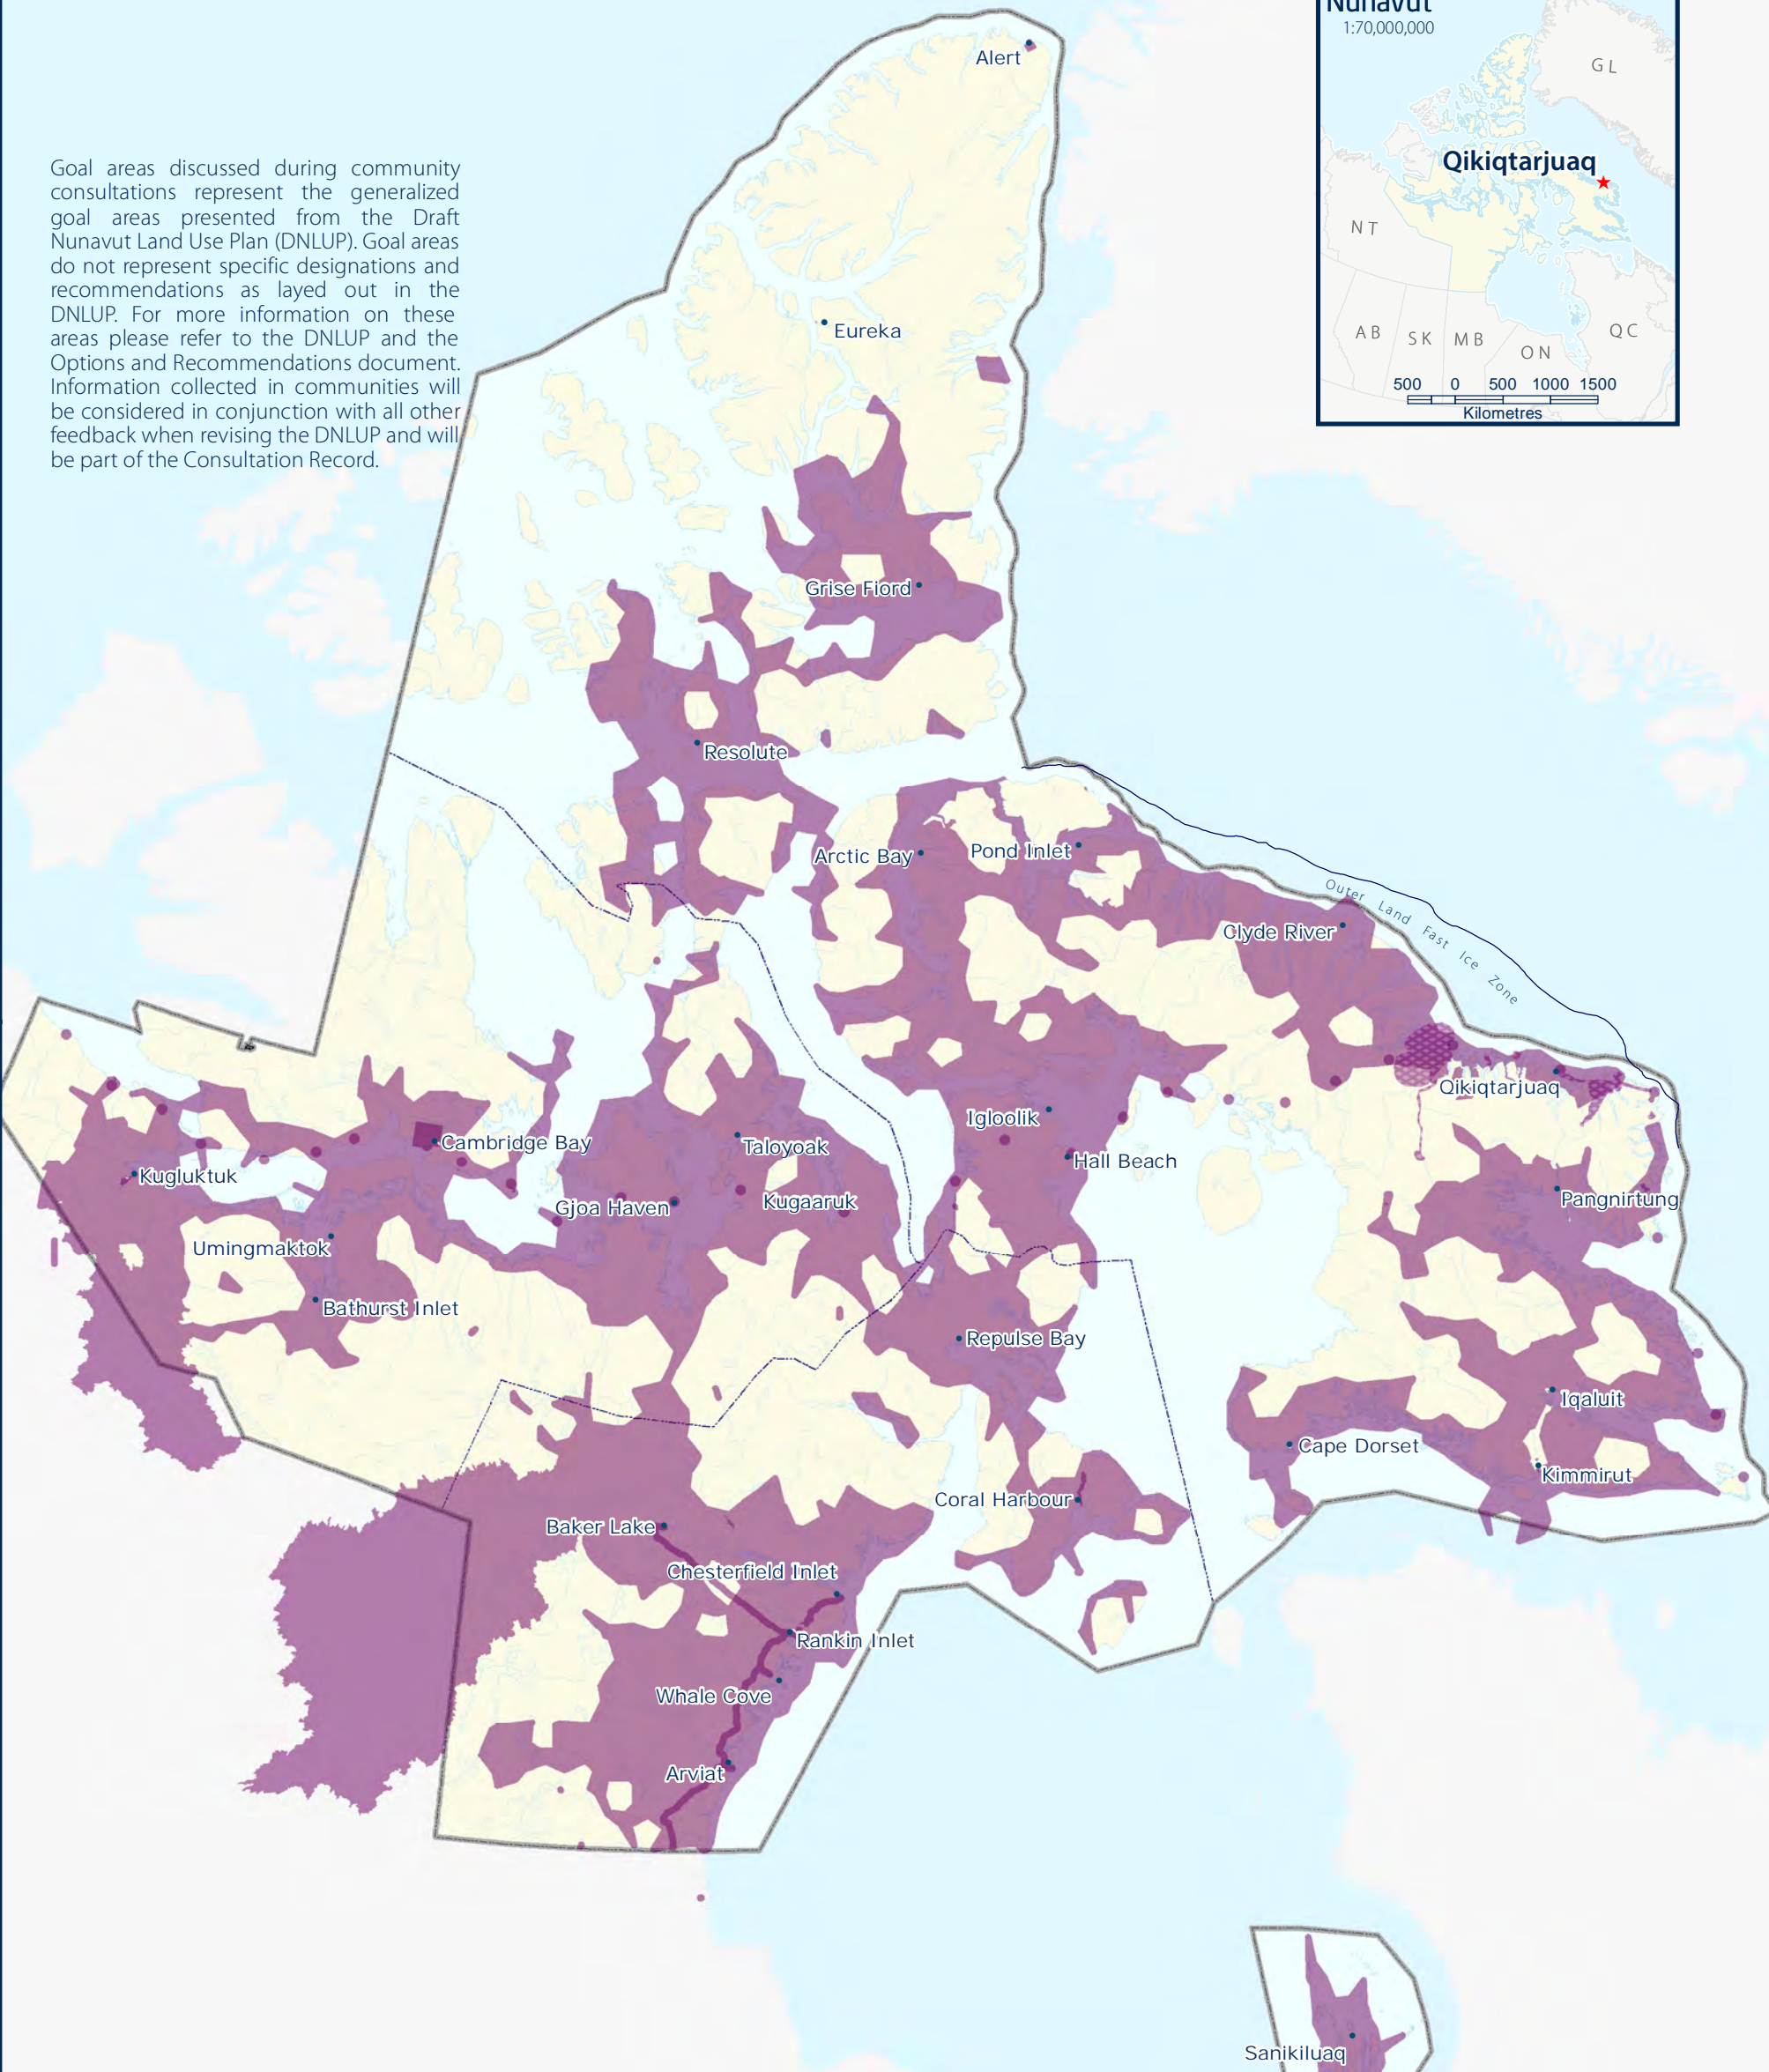 Nunavut
1:70,000,000
GL
Qikiqtarjuaq
NT
AB
SK
MB
ON
QC
500 0 500 1000 1500
Kilometres
Goal areas discussed during community
consultations represent the generalized
goal areas presented from the Draft
Nunavut Land Use Plan (DNLUP). Goal areas
do not represent specific designations and
recommendations as layed out in the
DNLUP. For more information on these
areas please refer to the DNLUP and the
Options and Recommendations document.
Information collected in communities will
be considered in conjunction with all other
feedback when revising the DNLUP and will
be part of the Consultation Record.
Alert
Eureka
Grise Fiord
Resolute
Arctic Bay
Pond Inlet
Outer Land Fast Ice Zone
Clyde River
Qikiqtarjuaq
Igloolik
Cambridge Bay
Taloyoak
Hall Beach
Kugluktuk
Gjoa Haven
Kugaaruk
Pangnirtung
Umingmaktok
Bathurst Inlet
Repulse Bay
Iqaluit
Cape Dorset
Kimmirut
Coral Harbour
Baker Lake
Chesterfield Inlet
Rankin Inlet
Whale Cove
Arviat
Sanikiluaq